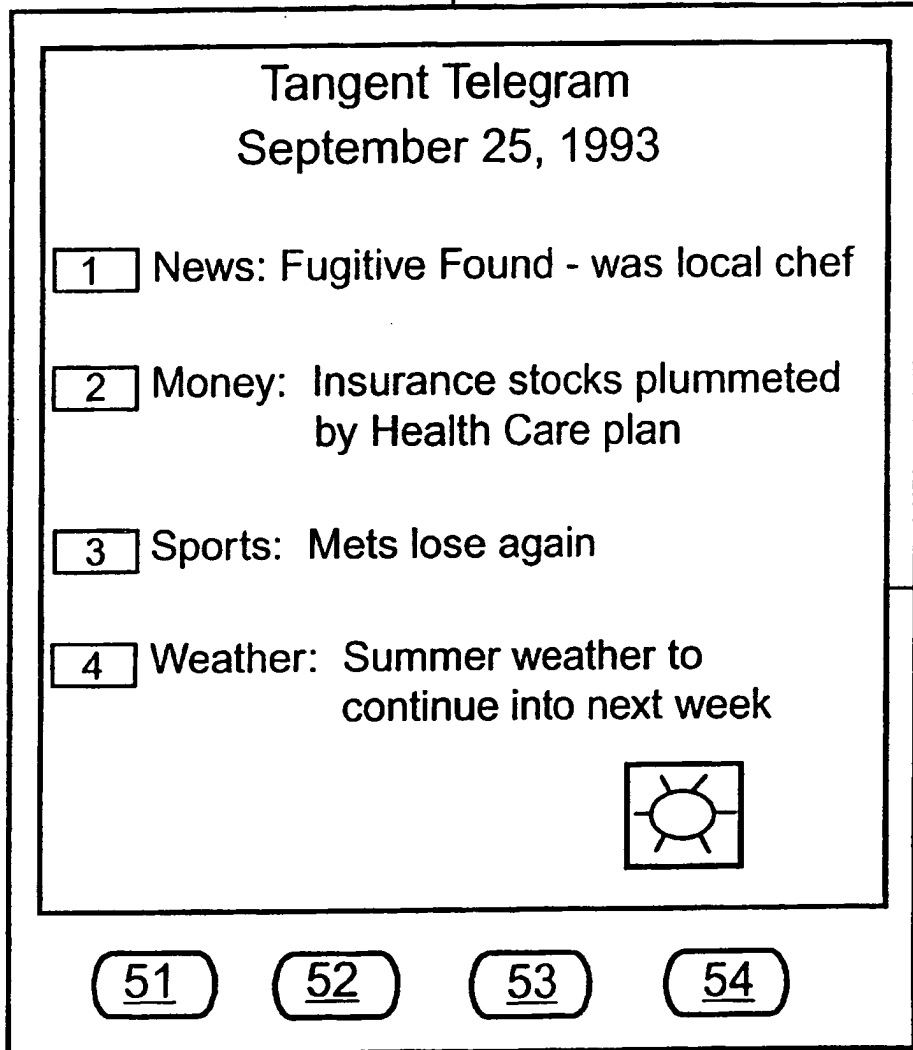 Tangent Telegram
September 25, 1993
1 News: Fugitive Found - was local chef
2 Money: Insurance stocks plummeted
by Health Care plan
3 Sports: Mets lose again
4 Weather: Summer weather to
continue into next week
51 52 53 54